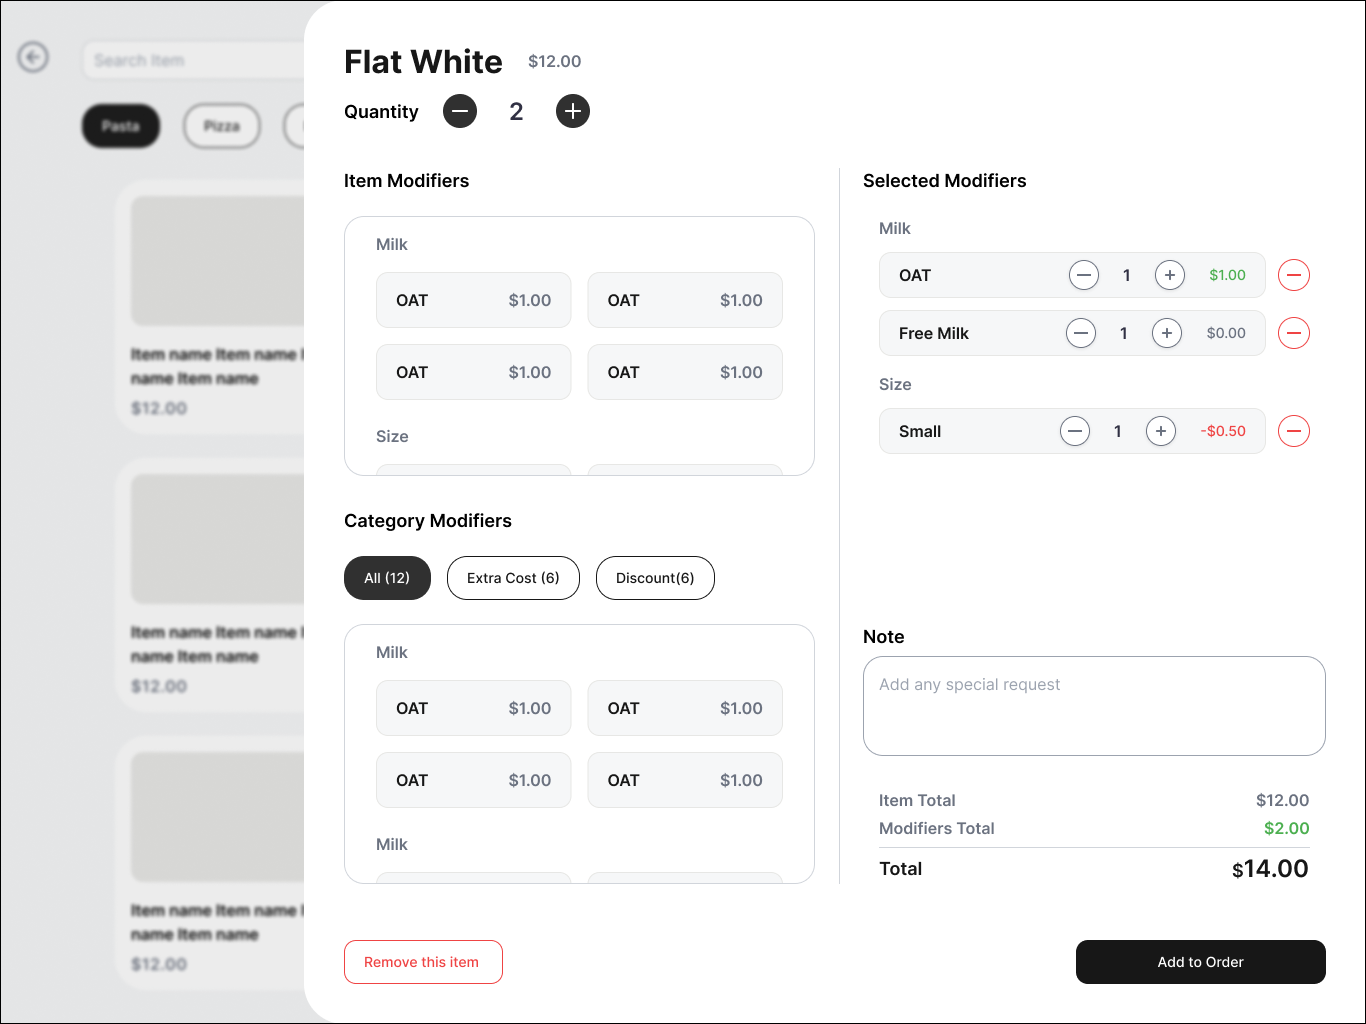 Search Item
Pasta
Pizza
Item name Item name
name Item name
$12.00
Item name Item name
name Item name
$12.00
Item name Item name
name Item name
$12.00
Flat White $12.00
Quantity 2
Item Modifiers
Milk
OAT $1.00 OAT $1.00
OAT $1.00 OAT $1.00
Size
Category Modifiers
All (12) Extra Cost (6) Discount(6)
Milk
OAT $1.00 OAT $1.00
OAT $1.00 OAT $1.00
Milk
Remove this item
Selected Modifiers
Milk
OAT 1 $1.00
Free Milk 1 $0.00
Size
Small 1 -$0.50
Note
Add any special request
Item Total $12.00
Modifiers Total $2.00
Total $14.00
Add to Order